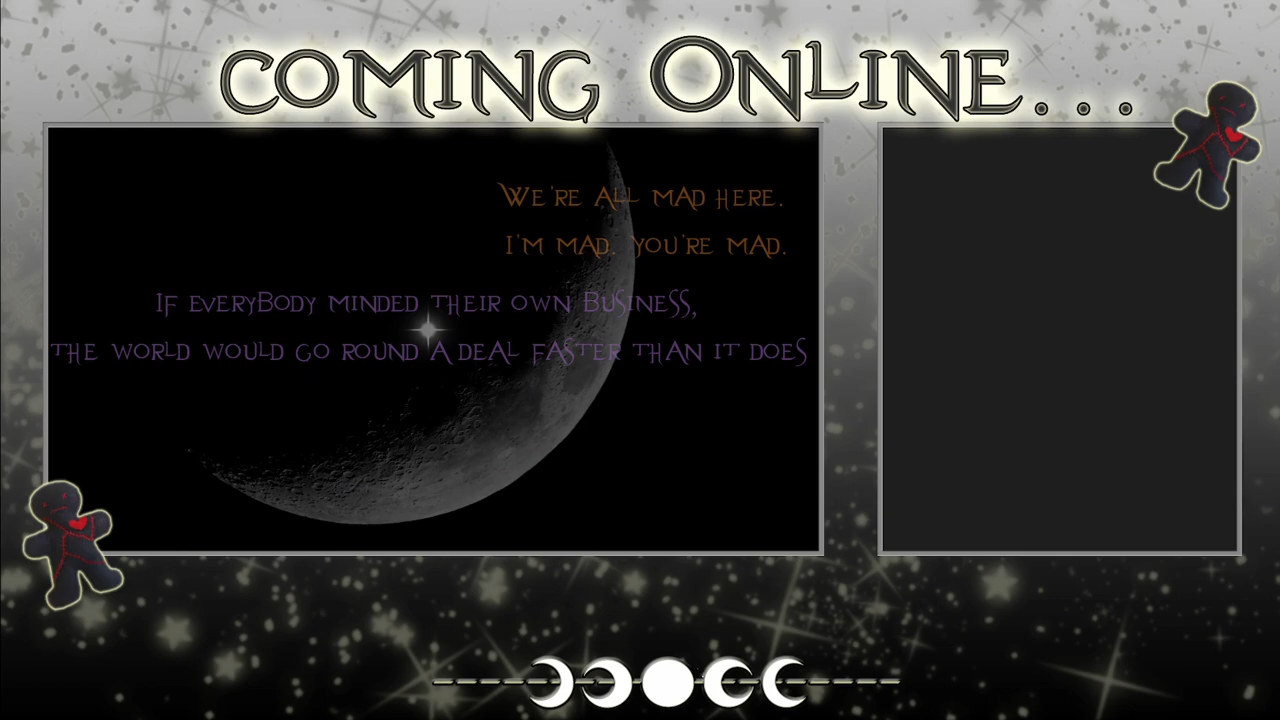 COMING ONLINE...
WE'RE ALL MAD HERE.
I'M MAD. YOU'RE MAD.
IF EVERYBODY MINDED THEIR OWN BUSINESS,
THE WORLD WOULD GO ROUND A DEAL FASTER THAN IT DOES